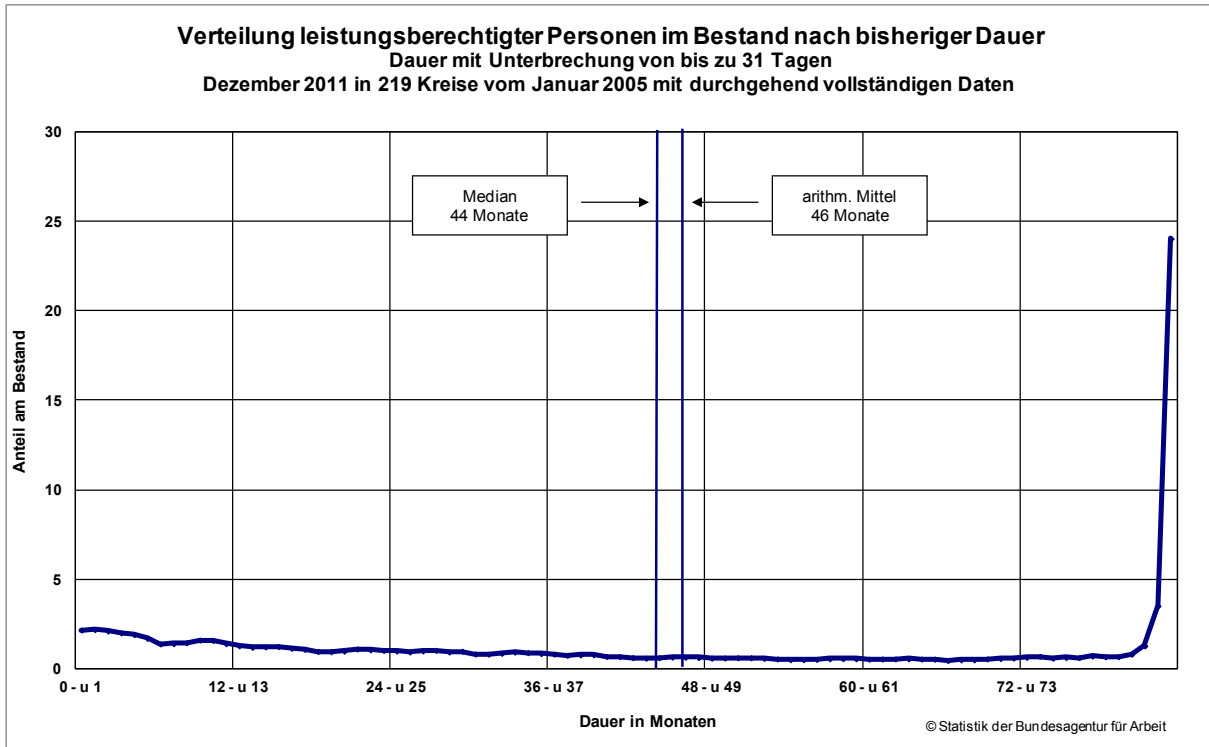 Verteilung leistungsberechtigter Personen im Bestand nach bisheriger Dauer
Dauer mit Unterbrechung von bis zu 31 Tagen
Dezember 2011 in 219 Kreise vom Januar 2005 mit durchgehend vollständigen Daten
Anteil am Bestand
30
25
20
15
10
5
0
Median
44 Monate
arithm. Mittel
46 Monate
0 - u 1
12 - u 13
24 - u 25
36 - u 37
48 - u 49
60 - u 61
72 - u 73
Dauer in Monaten
© Statistik der Bundesagentur für Arbeit